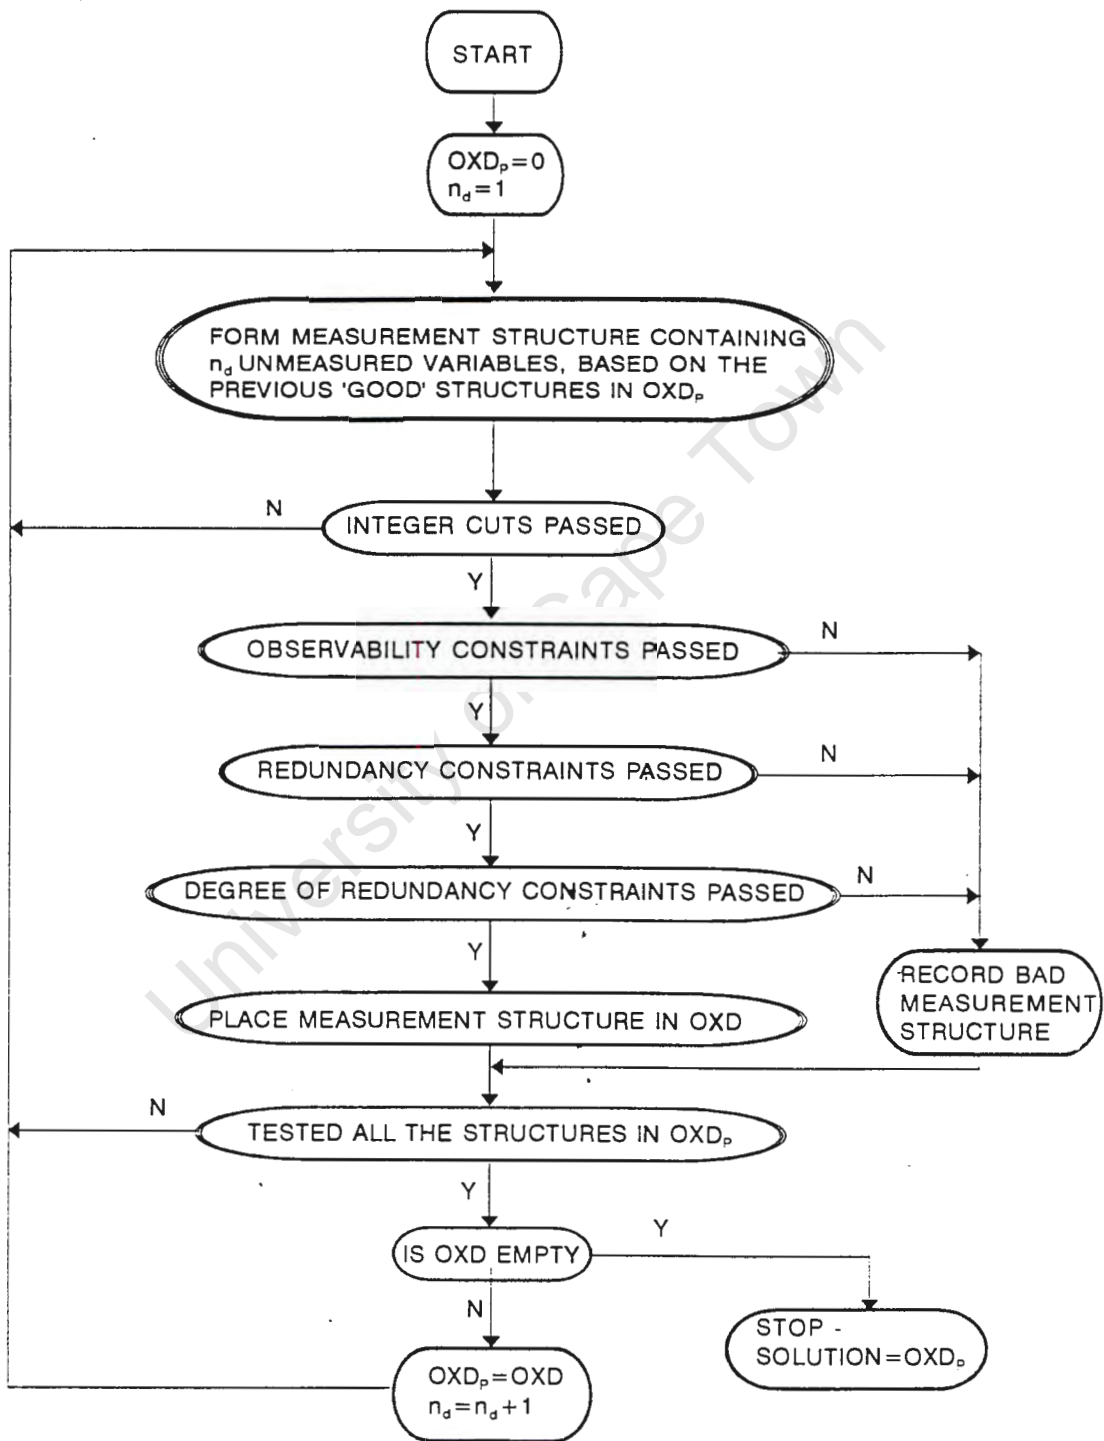 START
OXDₚ=0
n_d=1
FORM MEASUREMENT STRUCTURE CONTAINING
n_d UNMEASURED VARIABLES, BASED ON THE
PREVIOUS 'GOOD' STRUCTURES IN OXDₚ
N
INTEGER CUTS PASSED
Y
OBSERVABILITY CONSTRAINTS PASSED
N
Y
REDUNDANCY CONSTRAINTS PASSED
N
Y
DEGREE OF REDUNDANCY CONSTRAINTS PASSED
N
Y
RECORD BAD
MEASUREMENT
STRUCTURE
PLACE MEASUREMENT STRUCTURE IN OXD
N
TESTED ALL THE STRUCTURES IN OXDₚ
Y
IS OXD EMPTY
Y
N
STOP -
SOLUTION=OXDₚ
OXDₚ=OXD
n_d=n_d+1
University of Cape Town